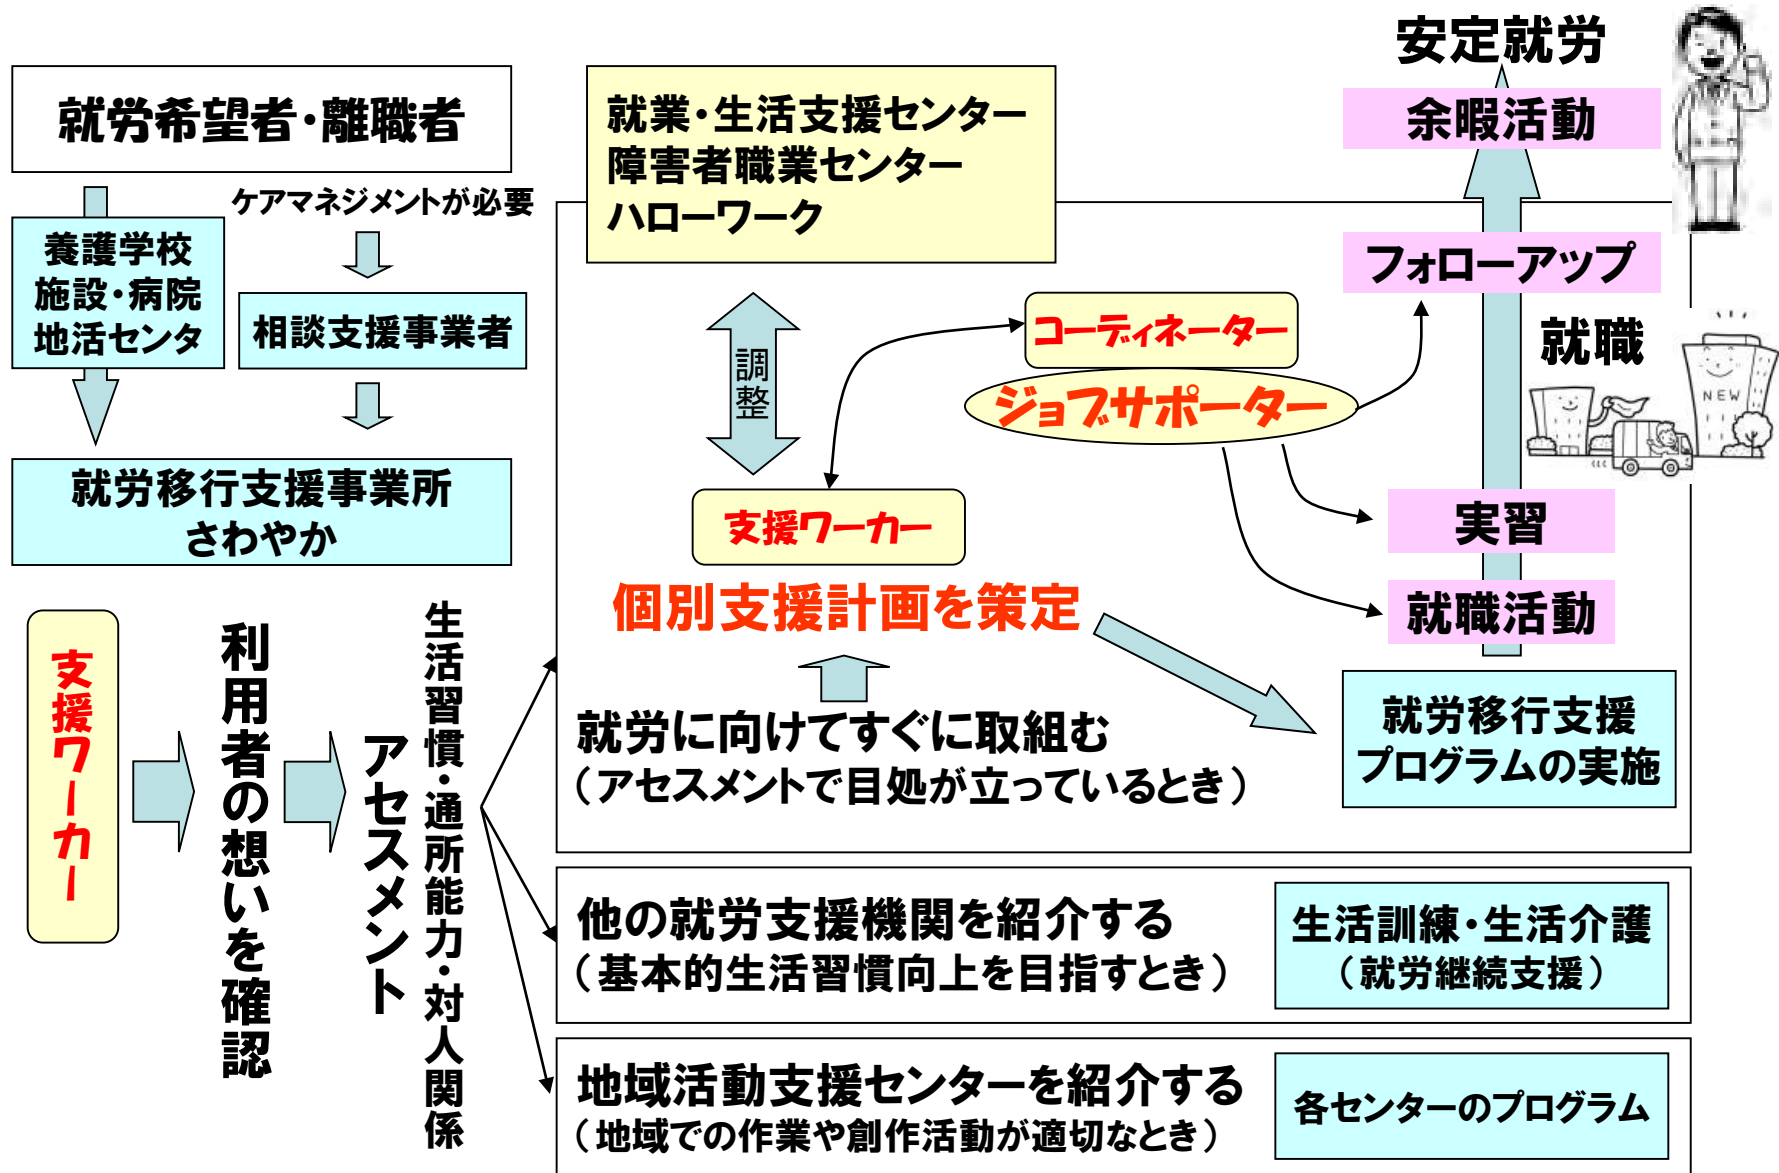 安定就労
就労希望者・離職者
就業・生活支援センター
障害者職業センター
ハローワーク
余暇活動
ケアマネジメントが必要
養護学校
施設・病院
地活センタ
相談支援事業者
フォローアップ
コーディネーター
ジョブサポーター
就職
NEW
調整
就労移行支援事業所
さわやか
支援ワーカー
実習
個別支援計画を策定
就職活動
支援ワーカー
利用者の想いを確認
アセスメント
生活習慣・通所能力・対人関係
就労に向けてすぐに取組む
（アセスメントで目処が立っているとき）
就労移行支援
プログラムの実施
他の就労支援機関を紹介する
（基本的生活習慣向上を目指すとき）
生活訓練・生活介護
（就労継続支援）
地域活動支援センターを紹介する
（地域での作業や創作活動が適切なとき）
各センターのプログラム